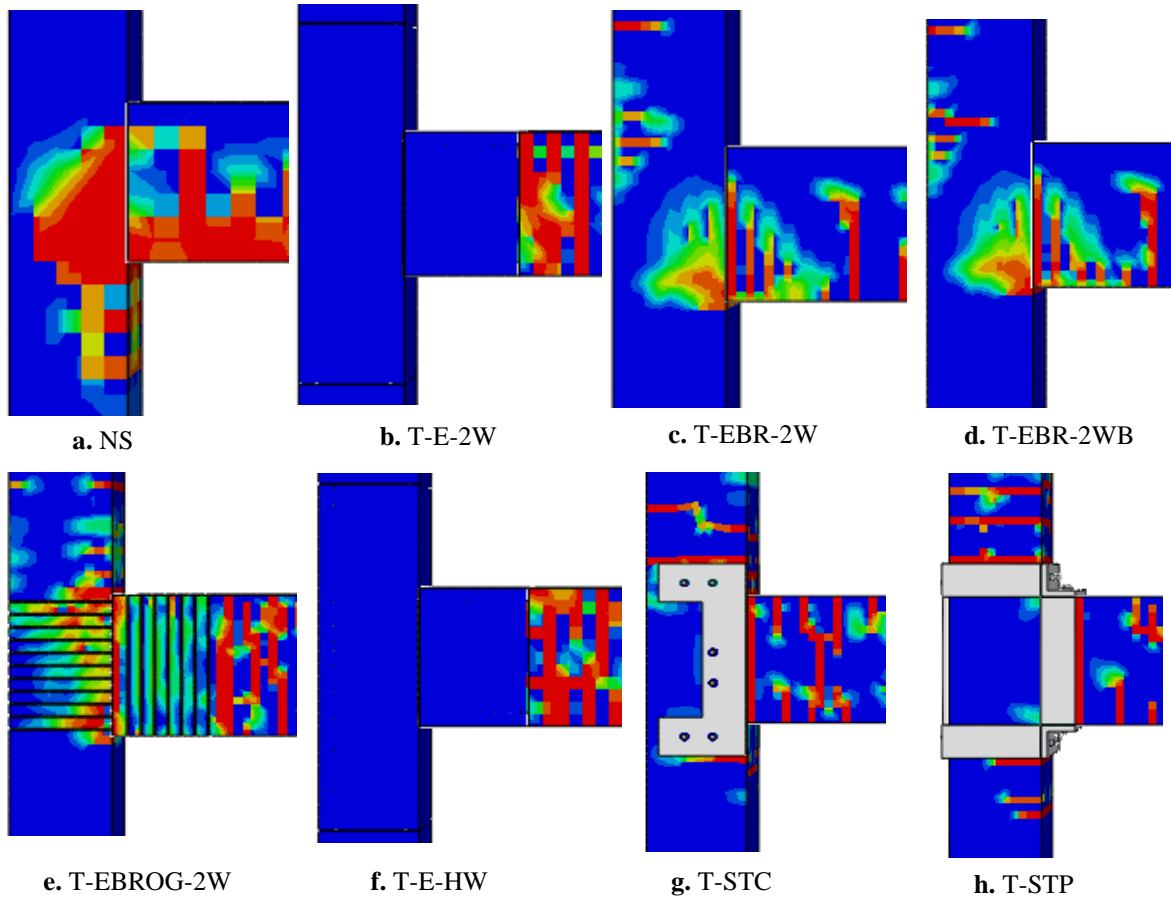 a. NS
b. T-E-2W
c. T-EBR-2W
d. T-EBR-2WB
e. T-EBROG-2W
f. T-E-HW
g. T-STC
h. T-STP